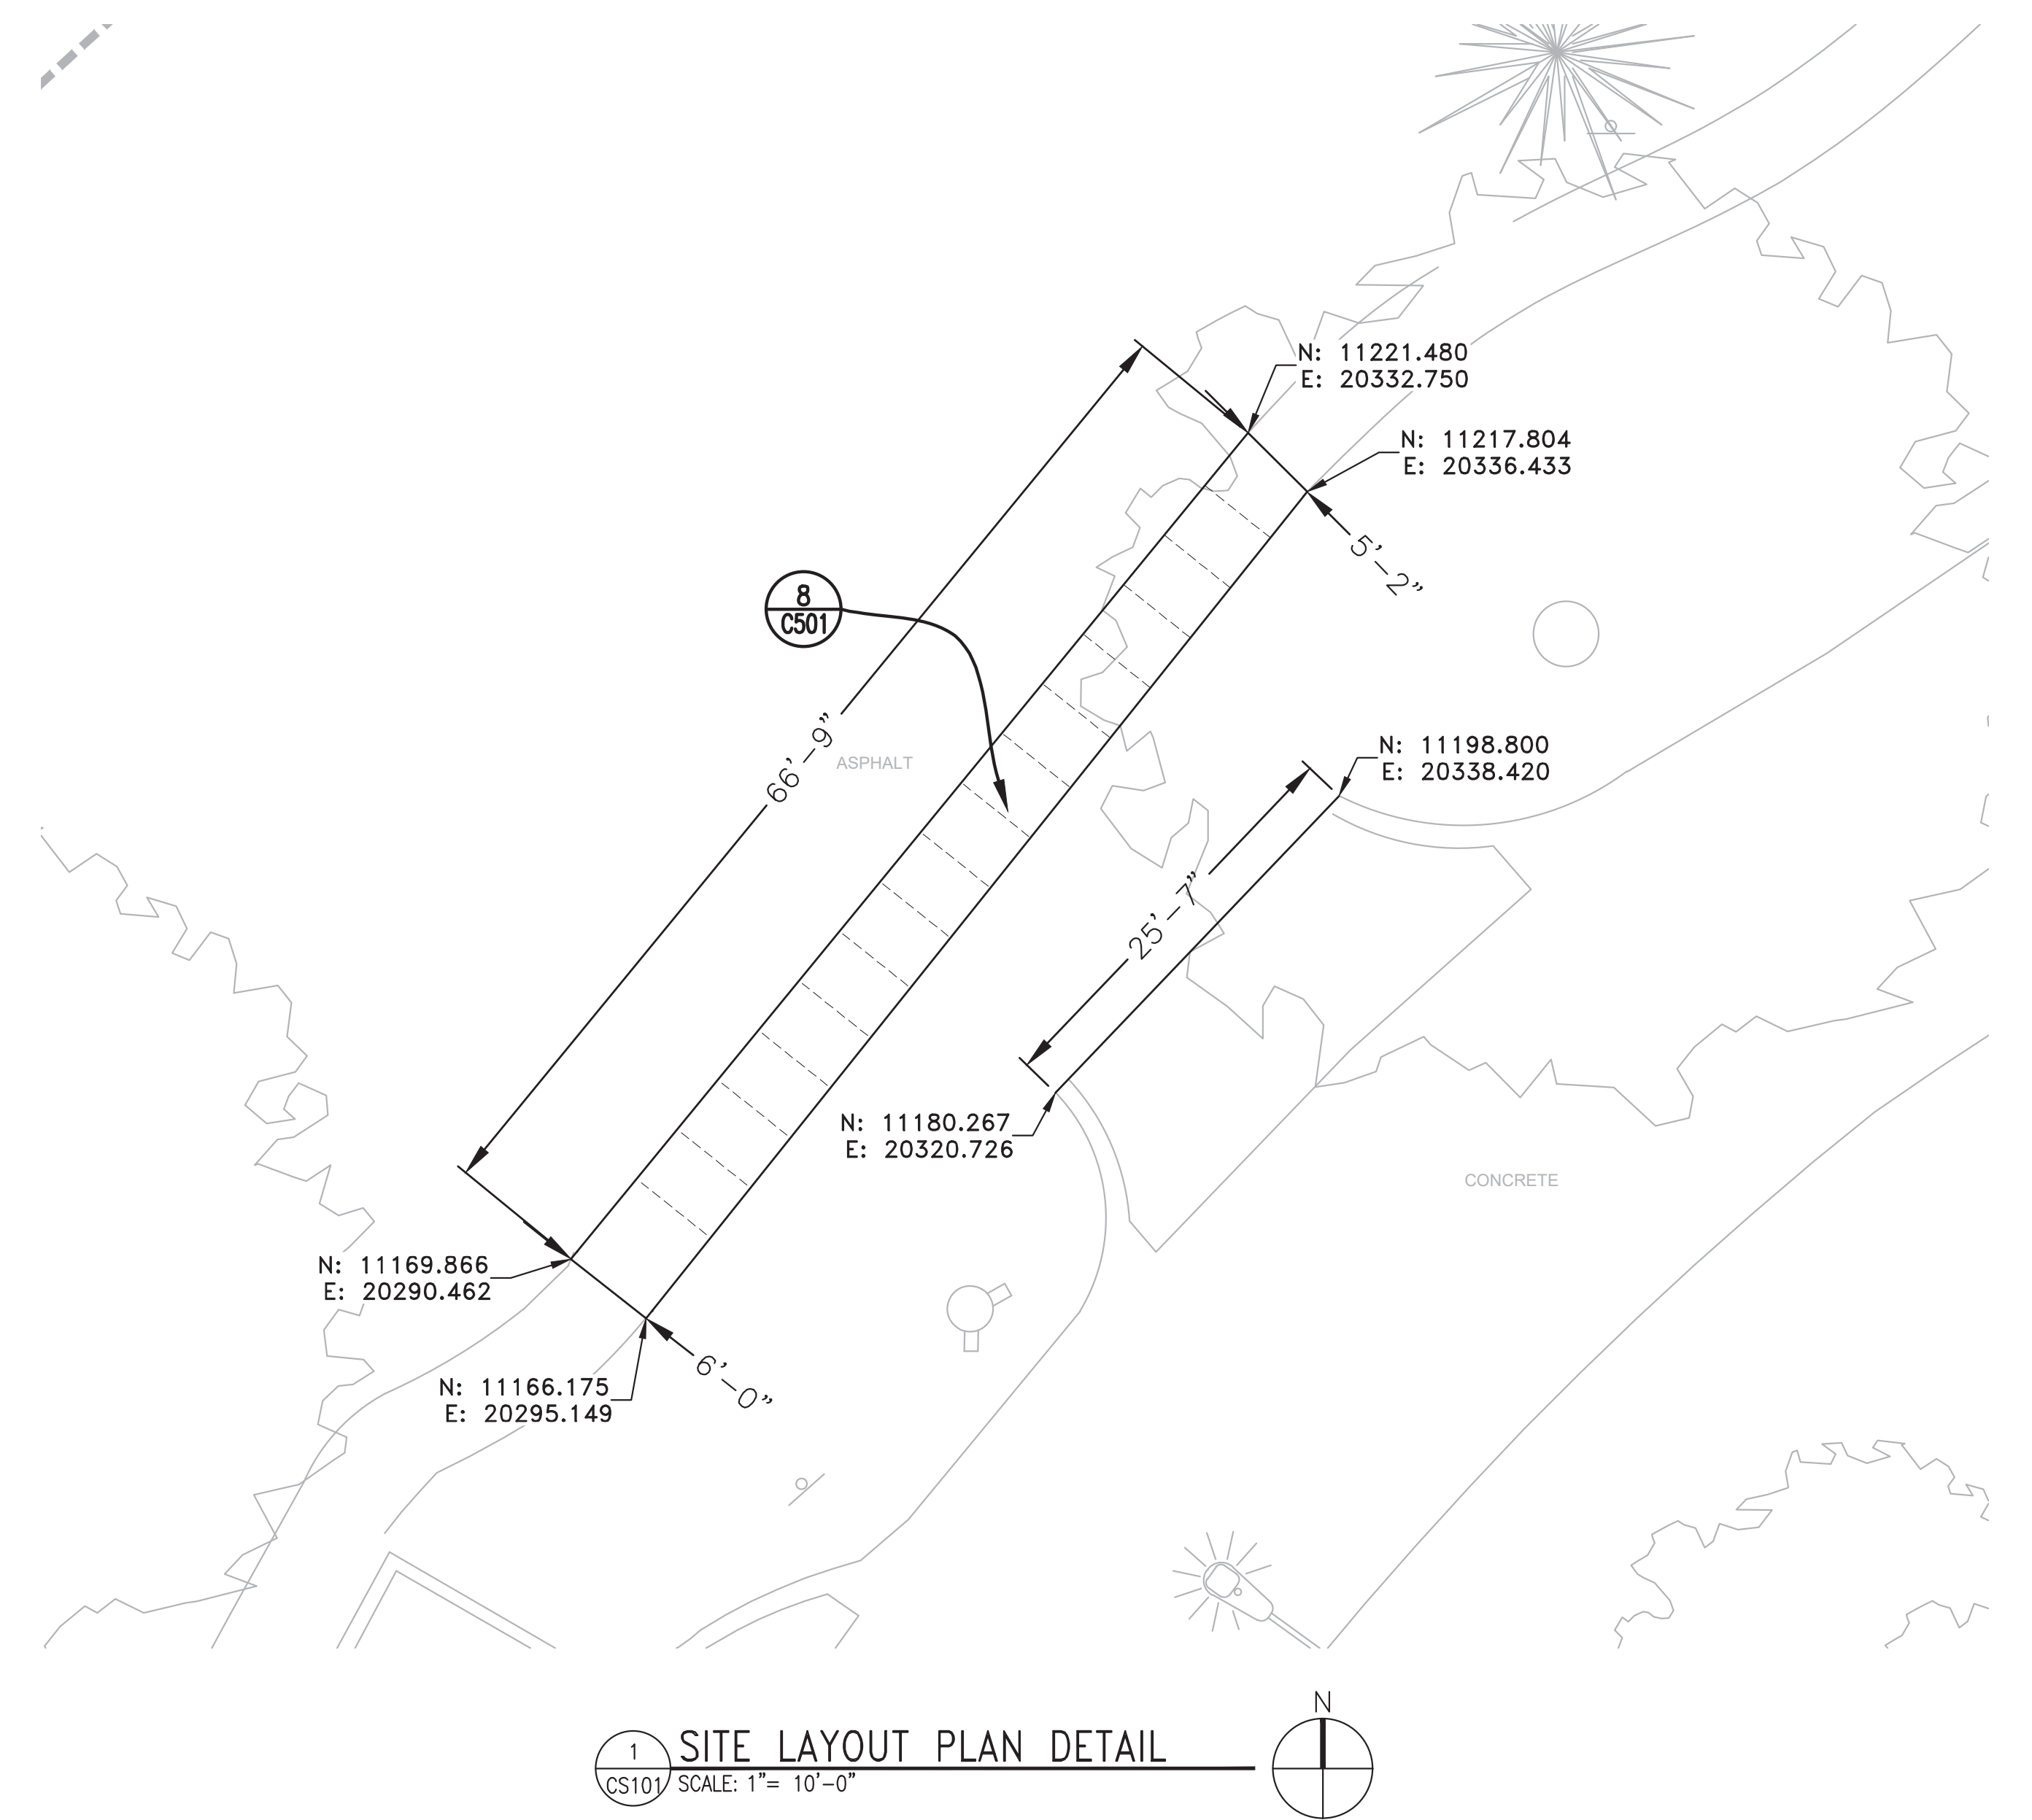 N: 11221.480
E: 20332.750
N: 11217.804
E: 20336.433
5'-2"
8
C501
66'-9"
ASPHALT
N: 11198.800
E: 20338.420
25'-7"
N: 11180.267
E: 20320.726
CONCRETE
N: 11169.866
E: 20290.462
6'-0"
N: 11166.175
E: 20295.149
N
1
CS101
SITE LAYOUT PLAN DETAIL
SCALE: 1"= 10'-0"